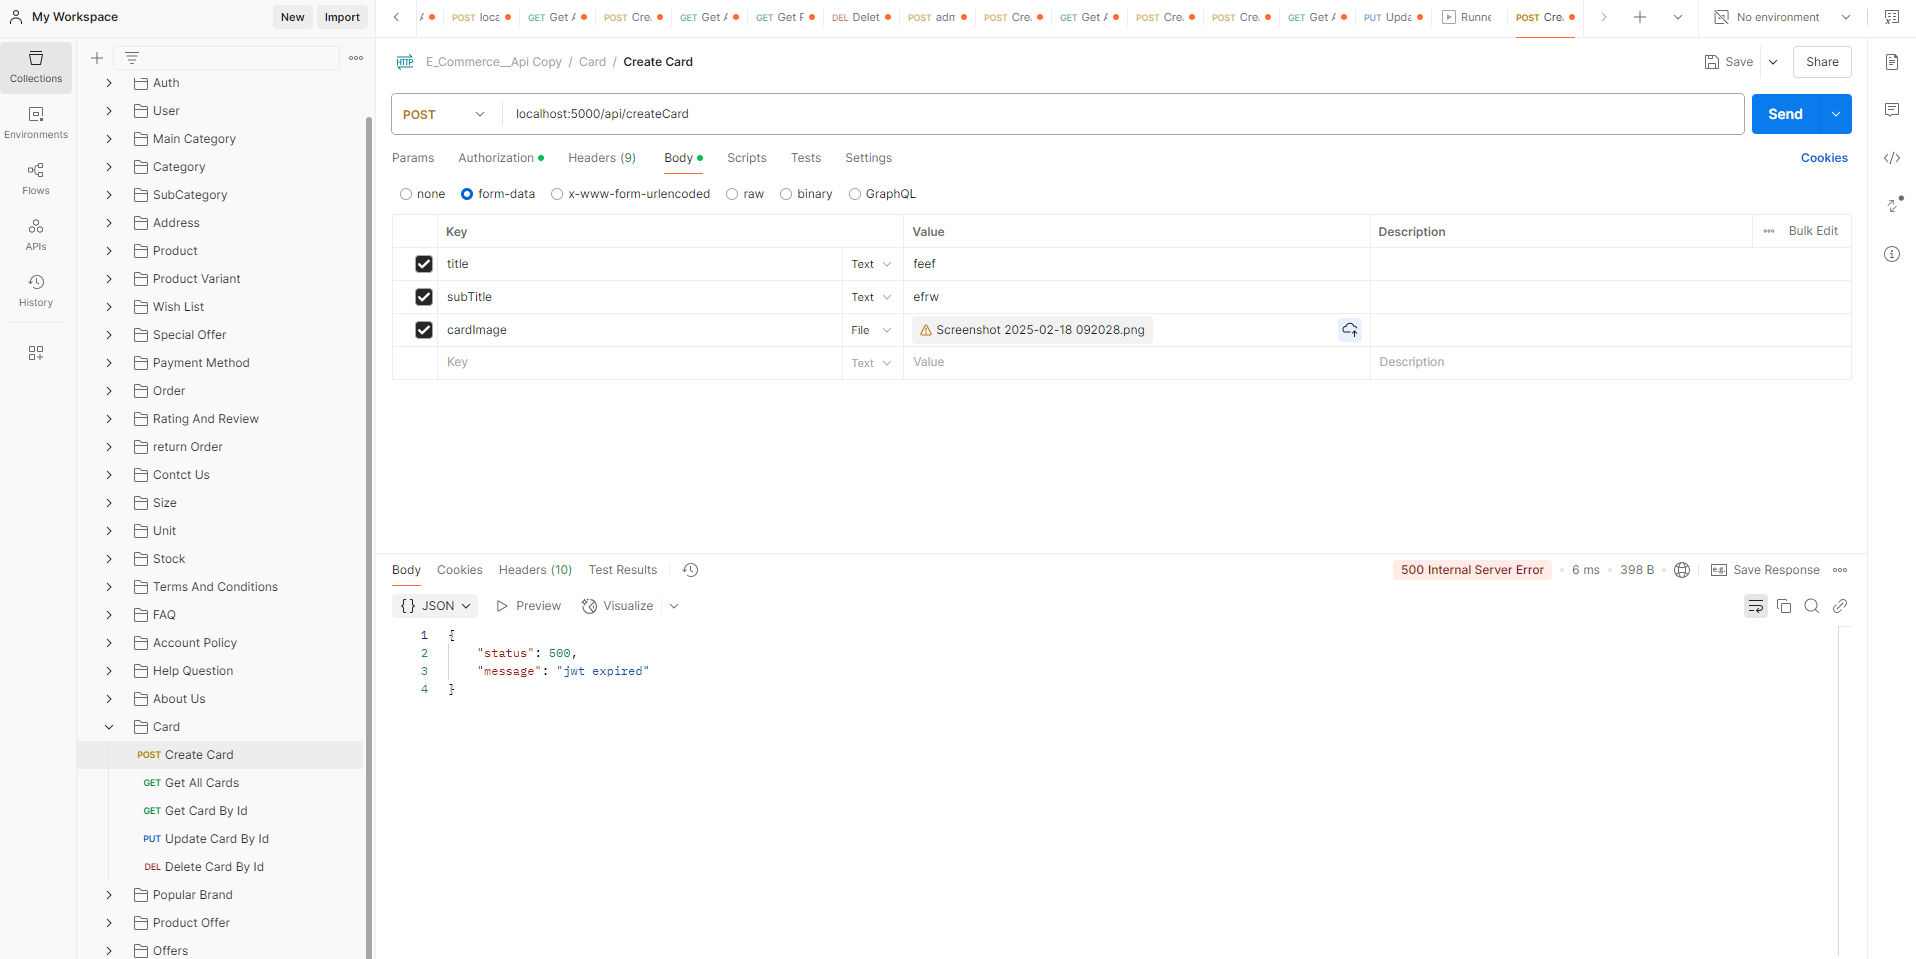 My Workspace
New
Import
POST loca
GET Get A
POST Cre
GET Get A
GET Get F
DEL Delet
POST adm
POST Cre
GET Get A
POST Cre
POST Cre
GET Get A
PUT Upda
Runne
POST Cre
No environment
Collections
Environments
Flows
APIs
History
Auth
User
Main Category
Category
SubCategory
Address
Product
Product Variant
Wish List
Special Offer
Payment Method
Order
Rating And Review
return Order
Contct Us
Size
Unit
Stock
Terms And Conditions
FAQ
Account Policy
Help Question
About Us
Card
POST Create Card
GET Get All Cards
GET Get Card By Id
PUT Update Card By Id
DEL Delete Card By Id
Popular Brand
Product Offer
Offers
HTTP E_Commerce__Api Copy / Card / Create Card
Save
Share
POST localhost:5000/api/createCard
Send
Params Authorization Headers (9) Body Scripts Tests Settings
Cookies
none form-data x-www-form-urlencoded raw binary GraphQL
Key Value Description Bulk Edit
title Text feef
subTitle Text efrw
cardImage File Screenshot 2025-02-18 092028.png
Key Text Value Description
Body Cookies Headers (10) Test Results
500 Internal Server Error 6 ms 398 B e.g. Save Response
{} JSON Preview Visualize
1 {
2 "status": 500,
3 "message": "jwt expired"
4 }